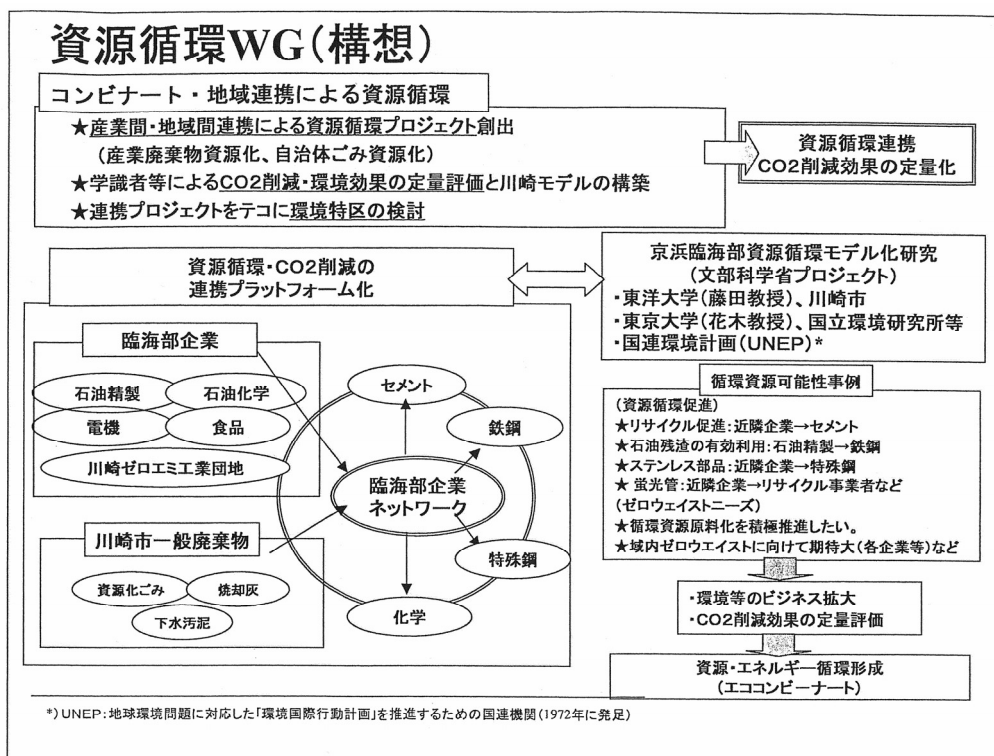 資源循環WG(構想)
コンビナート・地域連携による資源循環
★産業間・地域間連携による資源循環プロジェクト創出
(産業廃棄物資源化、自治体ごみ資源化)
★学識者等によるCO2削減・環境効果の定量評価と川崎モデルの構築
★連携プロジェクトをテコに環境特区の検討
資源循環連携
CO2削減効果の定量化
資源循環・CO2削減の
連携プラットフォーム化
京浜臨海部資源循環モデル化研究
(文部科学省プロジェクト)
・東洋大学(藤田教授)、川崎市
・東京大学(花木教授)、国立環境研究所等
・国連環境計画(UNEP)*
臨海部企業
石油精製
石油化学
電機
食品
川崎ゼロエミ工業団地
川崎市一般廃棄物
資源化ごみ
焼却灰
下水汚泥
セメント
鉄鋼
臨海部企業
ネットワーク
特殊鋼
化学
循環資源可能性事例
(資源循環促進)
★リサイクル促進:近隣企業→セメント
★石油残渣の有効利用:石油精製→鉄鋼
★ステンレス部品:近隣企業→特殊鋼
★ 蛍光管:近隣企業→リサイクル事業者など
(ゼロウェイストニーズ)
★循環資源原料化を積極推進したい。
★域内ゼロウエイストに向けて期待大(各企業等)など
・環境等のビジネス拡大
・CO2削減効果の定量評価
資源・エネルギー循環形成
(エココンビーナート)
*)UNEP:地球環境問題に対応した「環境国際行動計画」を推進するための国連機関(1972年に発足)